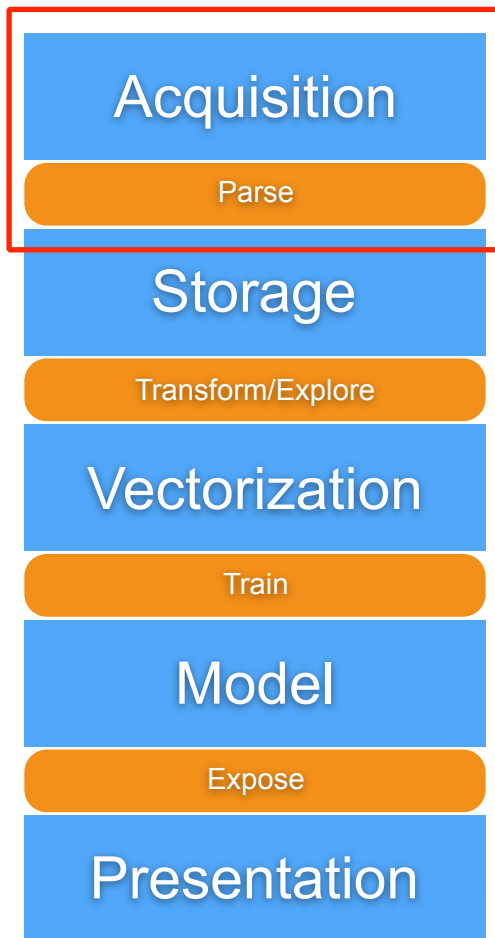 Acquisition
Parse
Storage
Transform/Explore
Vectorization
Train
Model
Expose
Presentation